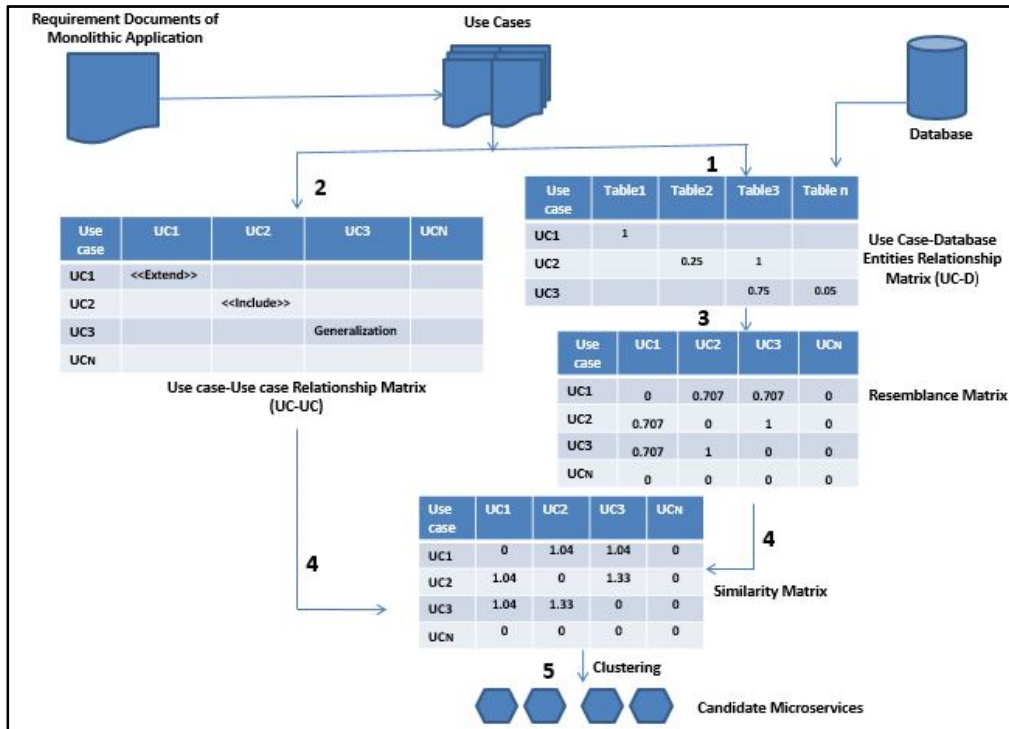 Requirement Documents of
Monolithic Application
Use Cases
Database
1
2
Use case Table1 Table2 Table3 Table n
UC1 1
UC2 0.25 1
UC3 0.75 0.05
Use Case-Database
Entities Relationship
Matrix (UC-D)
Use case UC1 UC2 UC3 UCN
UC1 <<Extend>>
UC2 <<Include>>
UC3 Generalization
UCN
Use case-Use case Relationship Matrix
(UC-UC)
3
Use case UC1 UC2 UC3 UCN
UC1 0 0.707 0.707 0
UC2 0.707 0 1 0
UC3 0.707 1 0 0
UCN 0 0 0 0
Resemblance Matrix
4
4
Use case UC1 UC2 UC3 UCN
UC1 0 1.04 1.04 0
UC2 1.04 0 1.33 0
UC3 1.04 1.33 0 0
UCN 0 0 0 0
Similarity Matrix
5
Clustering
Candidate Microservices